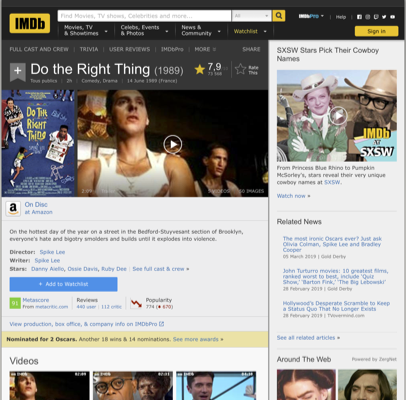 IMDb
Find Movies, TV shows, Celebrities and more...
All
Movies, TV & Showtimes
Celebs, Events & Photos
News & Community
Watchlist
IMDbPro
Help
Sign in
FULL CAST AND CREW | TRIVIA | USER REVIEWS | IMDbPro | MORE
SHARE
+ Do the Right Thing (1989)
7,9
Rate This
Tous publics | 2h | Comedy, Drama | 14 June 1989 (France)
DO THE RIGHT THING
VIDEOS
IMAGES
On Disc
at Amazon
On the hottest day of the year on a street in the Bedford-Stuyvesant section of Brooklyn,
everyone's hate and bigotry smolders and builds until it explodes into violence.
Director: Spike Lee
Writer: Spike Lee
Stars: Danny Aiello, Ossie Davis, Ruby Dee | See full cast & crew »
+ Add to Watchlist
91 Metascore
From metacritic.com
Reviews
440 user | 112 critic
Popularity
774 (670)
View production, box office, & company info on IMDbPro
Nominated for 2 Oscars. Another 18 wins & 14 nominations. See more awards »
Videos
SXSW Stars Pick Their Cowboy
Names
IMDb
AT
SXSW
From Princess Blue Rhino to Pumpkin
McSorley's, stars reveal their very
unique cowboy names at SXSW.
Watch now »
Related News
The most ironic Oscars ever? Just ask
Olivia Colman, Spike Lee and Bradley
Cooper
05 March 2019 | Gold Derby
John Turturro movies: 10 greatest films,
ranked worst to best, include 'Quiz
Show,' 'Barton Fink,' 'The Big Lebowski'
28 February 2019 | Gold Derby
Hollywood's Desperate Scramble to Keep
a Status Quo That No Longer Exists
28 February 2019 | TVovermind.com
See all related articles »
Around The Web
Powered by ZergNet